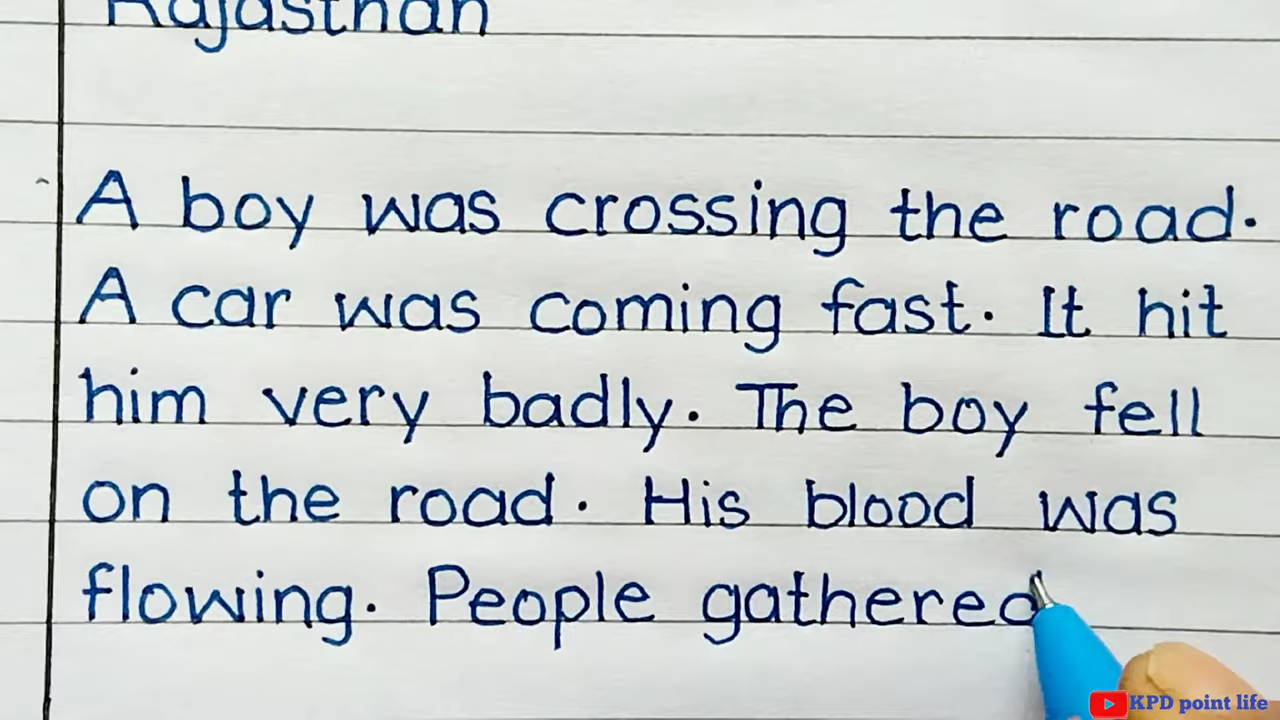 Rajasthan
A boy was crossing the road.
A car was coming fast. It hit
him very badly. The boy fell
on the road. His blood was
flowing. People gathered
KPD point life